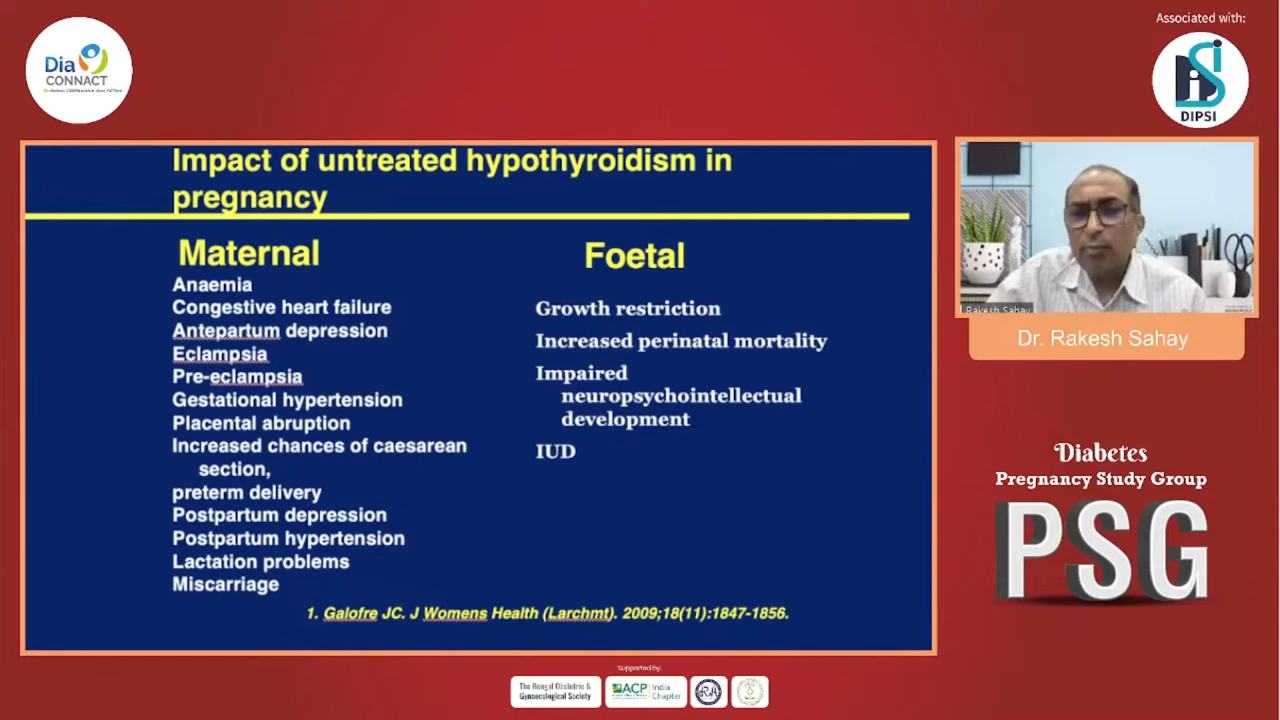 Associated with:
Dia
CONNACT
DIPSI
Impact of untreated hypothyroidism in
pregnancy
Maternal
Anaemia
Congestive heart failure
Antepartum depression
Eclampsia
Pre-eclampsia
Gestational hypertension
Placental abruption
Increased chances of caesarean
section,
preterm delivery
Postpartum depression
Postpartum hypertension
Lactation problems
Miscarriage
Foetal
Growth restriction
Increased perinatal mortality
Impaired
neuropsychointellectual
development
IUD
1. Galofre JC. J Womens Health (Larchmt). 2009;18(11):1847-1856.
Rakesh Sahay
Dr. Rakesh Sahay
Diabetes
Pregnancy Study Group
PSG
Supported by:
The Bengal Obstetric &
Gynaecological Society
ACP India
Chapter